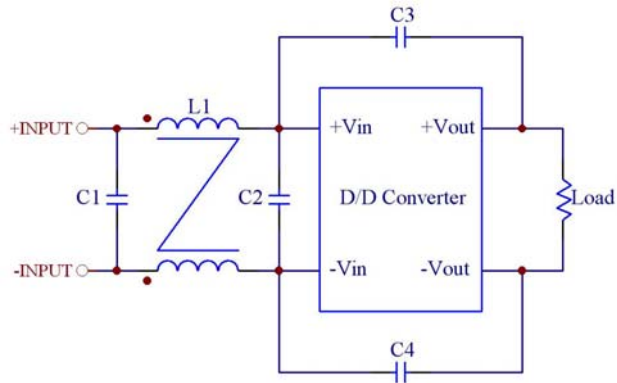 C3
L1
+INPUT
+Vin
+Vout
C1
C2
D/D Converter
Load
-INPUT
-Vin
-Vout
C4